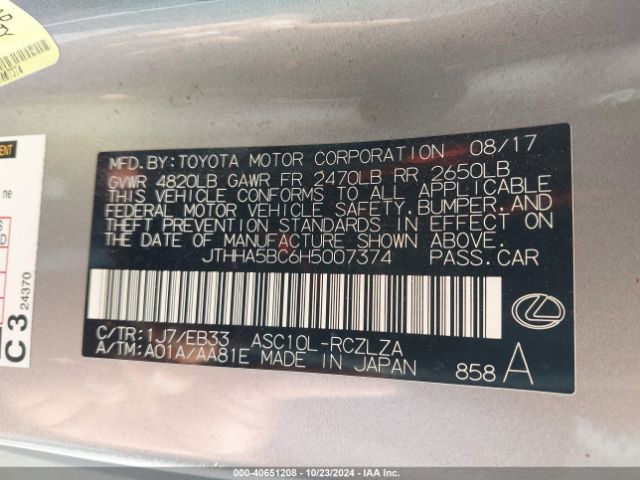 MFD.BY:TOYOTA MOTOR CORPORATION 08/17
GVWR 4820LB GAWR FR 2470LB RR 2650LB
THIS VEHICLE CONFORMS TO ALL APPLICABLE
FEDERAL MOTOR VEHICLE SAFETY,BUMPER,AND
THEFT PREVENTION STANDARDS IN EFFECT ON
THE DATE OF MANUFACTURE SHOWN ABOVE.
JTHHA5BC6H5007374 PASS.CAR
C/TR:1J7/EB33 ASC10L-RCZLZA
A/TM:A01A/AA81E MADE IN JAPAN
858 A
C3 24370
000-40651208 - 10/23/2024 - IAA Inc.